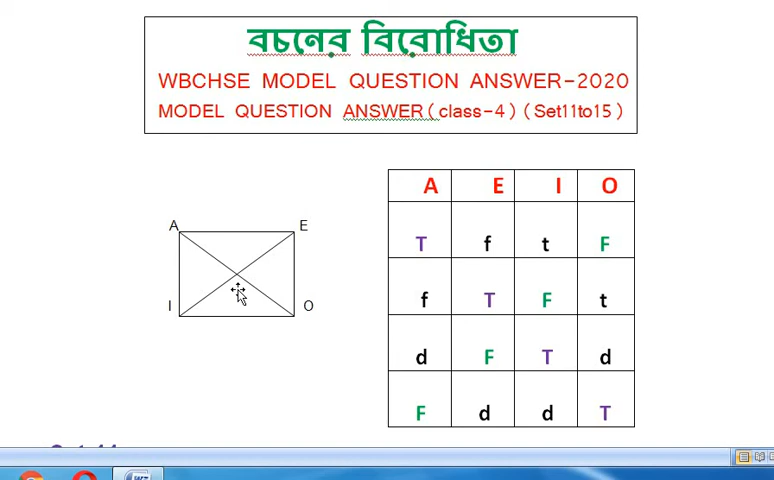 বচনের বিরোধিতা
WBCHSE MODEL QUESTION ANSWER-2020
MODEL QUESTION ANSWER(class-4)(Set11to15)
A E
I O
A E I O
T f t F
f T F t
d F T d
F d d T